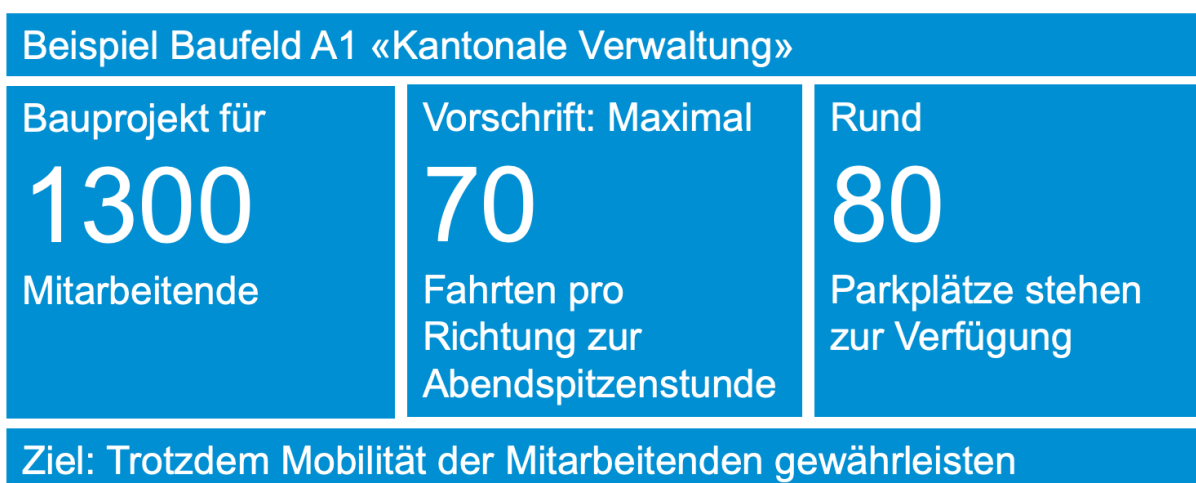 Beispiel Baufeld A1 «Kantonale Verwaltung»
Bauprojekt für
1300
Mitarbeitende
Vorschrift: Maximal
70
Fahrten pro
Richtung zur
Abendspitzenstunde
Rund
80
Parkplätze stehen
zur Verfügung
Ziel: Trotzdem Mobilität der Mitarbeitenden gewährleisten